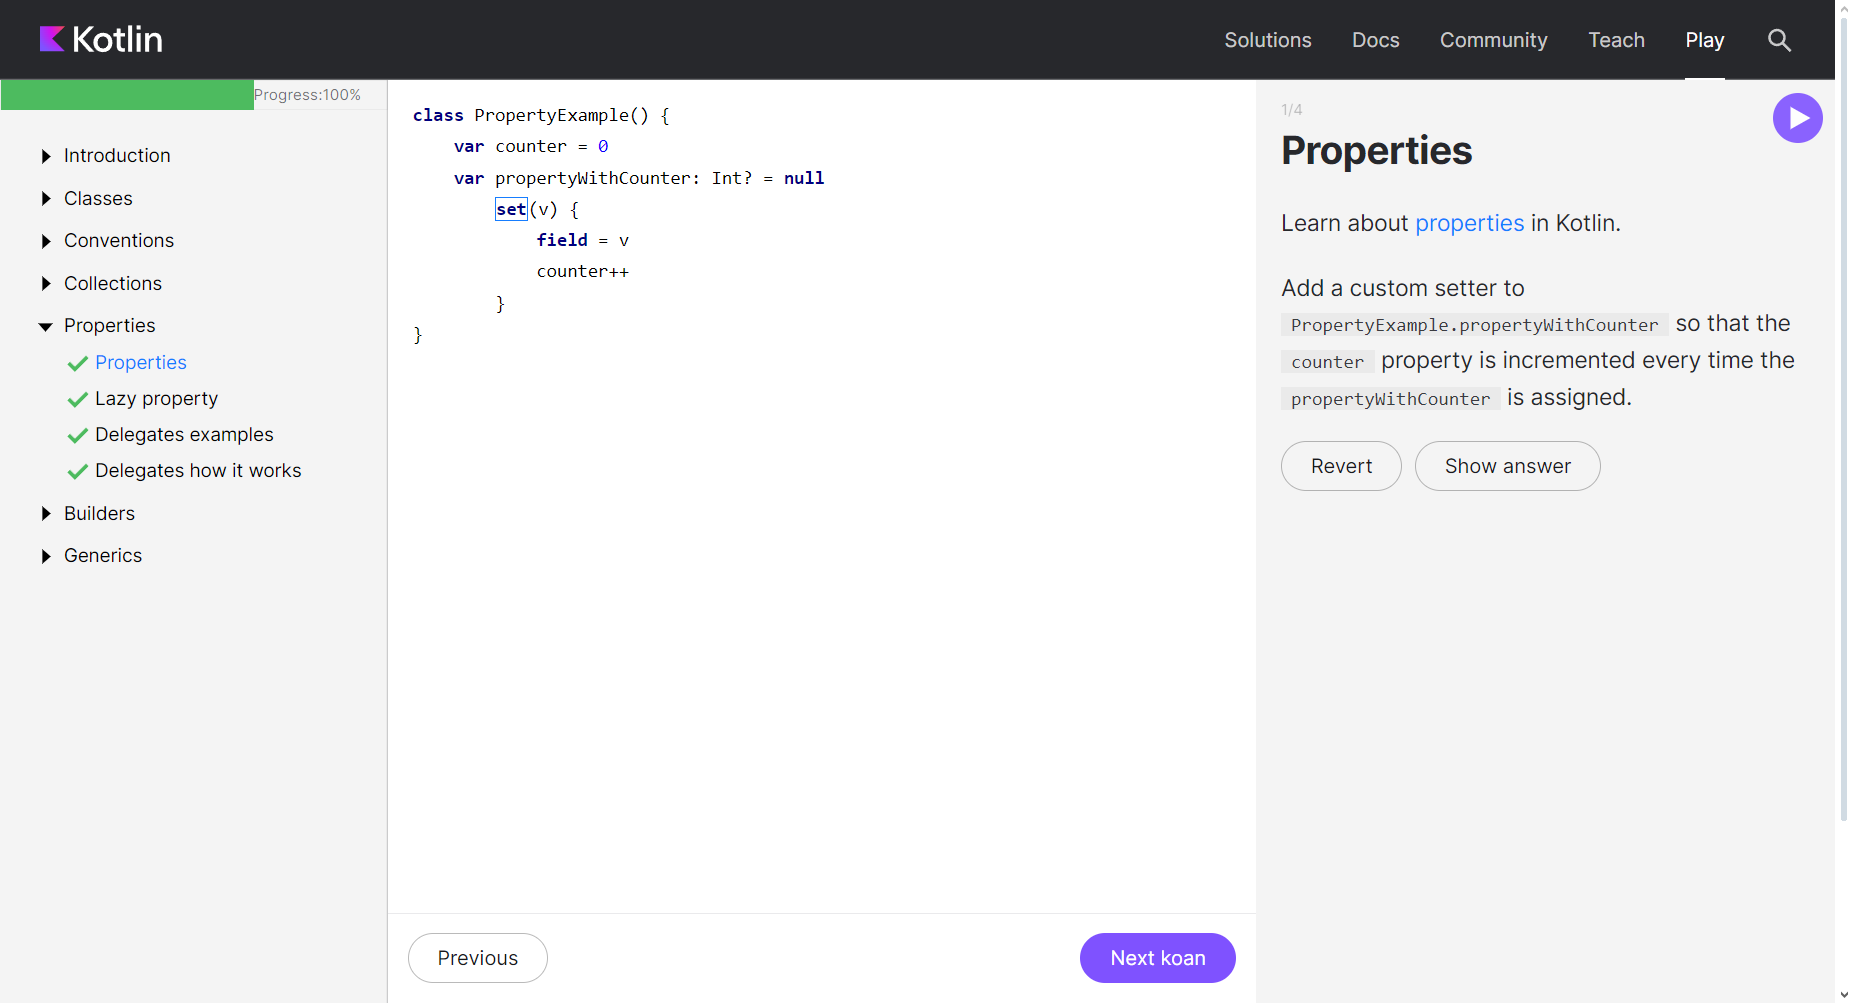 Kotlin
Solutions Docs Community Teach Play
Progress:100%
Introduction
Classes
Conventions
Collections
Properties
Properties
Lazy property
Delegates examples
Delegates how it works
Builders
Generics
class PropertyExample() {
    var counter = 0
    var propertyWithCounter: Int? = null
        set(v) {
            field = v
            counter++
        }
}
Previous
Next koan
1/4
Properties
Learn about properties in Kotlin.
Add a custom setter to
PropertyExample.propertyWithCounter so that the
counter property is incremented every time the
propertyWithCounter is assigned.
Revert
Show answer